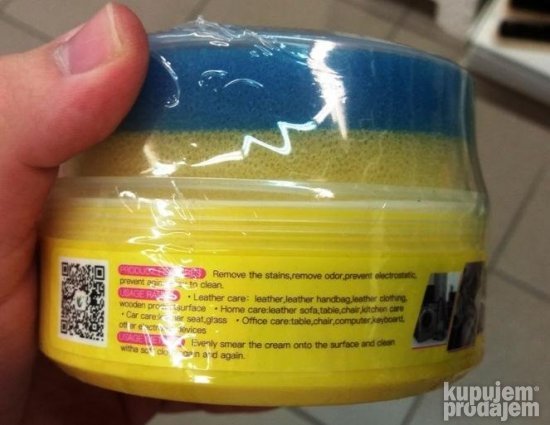 Remove the stains,remove odor,prevent electrostatic,
prevent to clean.
USAGE • Leather care: leather,leather handbag,leather clothing,
wooden surface • Home care:leather sofa,table,chair,kitchen care
• Car care: seat,glass • Office care:table,chair,computer,keyboard,
other devices •
Evenly smear the cream onto the surface and clean
and again.
kupujem
prodajem